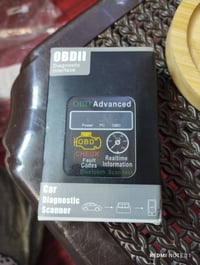 OBDII
Diagnostic
Interface
OBD Advanced
Power PC OBD
OBD
CHECK
Fault
Codes
Realtime
Information
Bluetooth Scanner
Car
Diagnostic
Scanner
REDMI NOTE